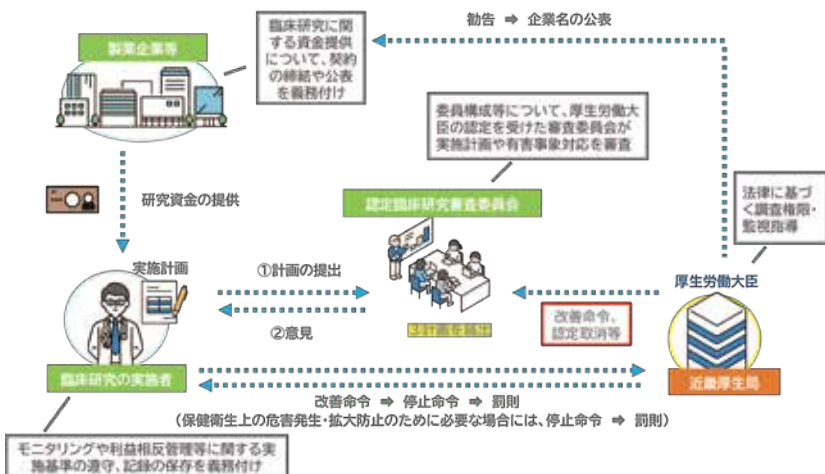 勧告 ➡ 企業名の公表
製薬企業等
臨床研究に関
する資金提供
について、契約
の締結や公表
を義務付け
委員構成等について、厚生労働大
臣の認定を受けた審査委員会が
実施計画や有害事象対応を審査
研究資金の提供
認定臨床研究審査委員会
法律に基づ
く調査権限・
監視指導
実施計画
①計画の提出
厚生労働大臣
②意見
③計画を提出
改善命令、
認定取消等
臨床研究の実施者
近畿厚生局
改善命令 ➡ 停止命令 ➡ 罰則
(保健衛生上の危害発生・拡大防止のために必要な場合には、停止命令 ➡ 罰則)
モニタリングや利益相反管理等に関する実
施基準の遵守、記録の保存を義務付け